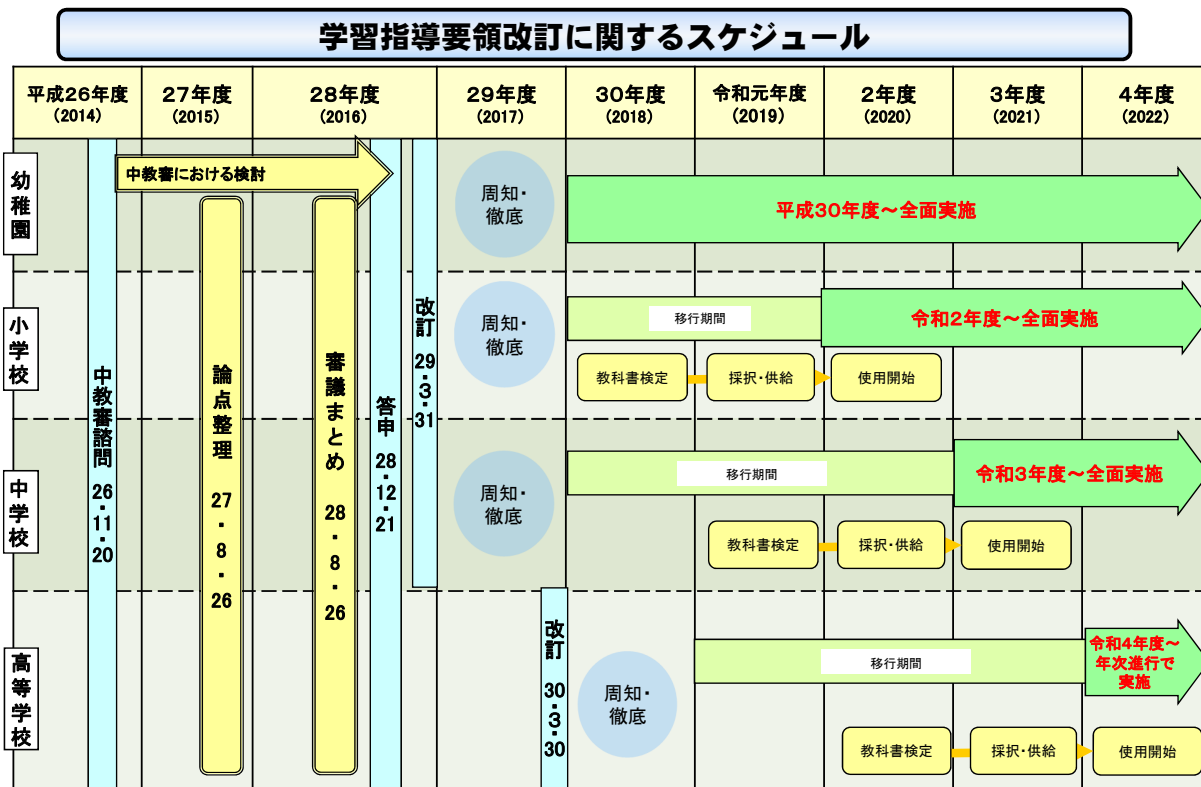 学習指導要領改訂に関するスケジュール
平成26年度
(2014)
27年度
(2015)
28年度
(2016)
29年度
(2017)
30年度
(2018)
令和元年度
(2019)
2年度
(2020)
3年度
(2021)
4年度
(2022)
幼稚園
中教審における検討
周知・
徹底
平成30年度～全面実施
小学校
周知・
徹底
移行期間
令和2年度～全面実施
教科書検定
採択・供給
使用開始
中教審諮問 26・11・20
論点整理 27・8・26
審議まとめ 28・8・26
答申 28・12・21
改訂 29・3・31
中学校
周知・
徹底
移行期間
令和3年度～全面実施
教科書検定
採択・供給
使用開始
高等学校
改訂 30・3・30
周知・
徹底
移行期間
令和4年度～
年次進行で
実施
教科書検定
採択・供給
使用開始